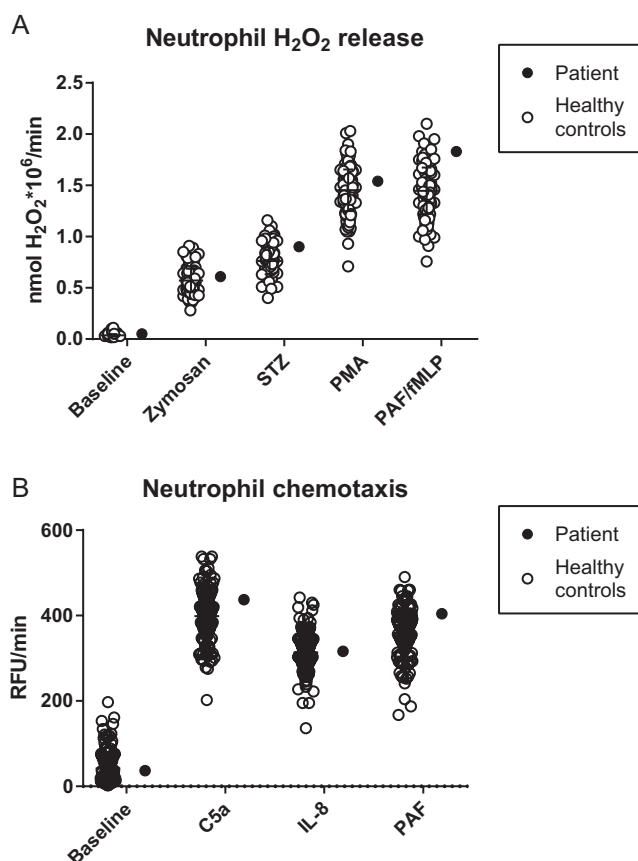 A
Neutrophil H₂O₂ release
nmol H₂O₂*10⁶/min
2.5
2.0
1.5
1.0
0.5
0.0
Baseline
Zymosan
STZ
PMA
PAF/fMLP
Patient
Healthy
controls
B
Neutrophil chemotaxis
RFU/min
600
400
200
0
Baseline
C5a
IL-8
PAF
Patient
Healthy
controls